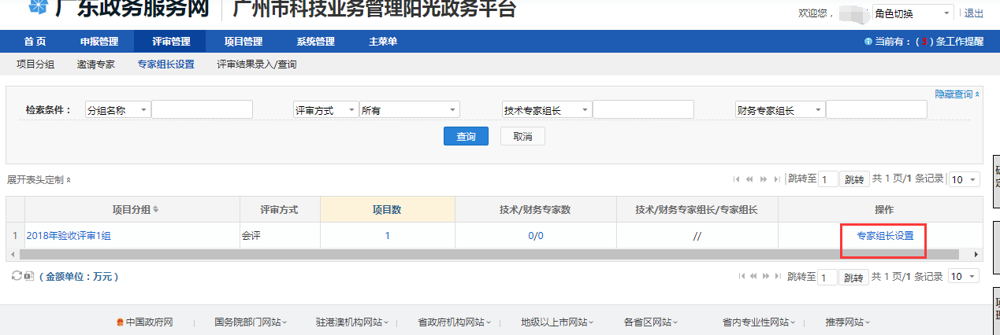 广东政务服务网 广州市科技业务管理阳光政务平台
欢迎您， 角色切换 退出
首 页 申报管理 评审管理 项目管理 系统管理 主菜单 当前有：( 3 ) 条工作提醒
项目分组 邀请专家 专家组长设置 评审结果录入/查询
隐藏查询
检索条件： 分组名称 评审方式 所有 技术专家组长 财务专家组长
查询 取消
展开表头定制 跳转至 1 跳转 共 1 页/1 条记录 10
项目分组 评审方式 项目数 技术/财务专家数 技术/财务专家组长/专家组长 操作
1 2018年验收评审1组 会评 1 0/0 // 专家组长设置
( 金额单位：万元 ) 跳转至 1 跳转 共 1 页/1 条记录 10
中国政府网 国务院部门网站 驻港澳机构网站 省政府机构网站 地级以上市网站 各省区网站 省内专业性网站 推荐网站